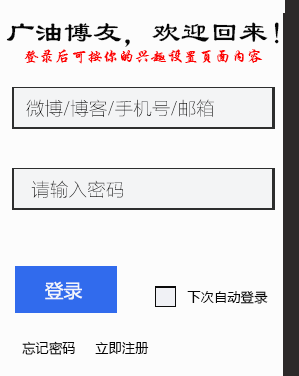 广油博友，欢迎回来！
登录后可按你的兴趣设置页面内容
微博/博客/手机号/邮箱
请输入密码
登录 下次自动登录
忘记密码 立即注册